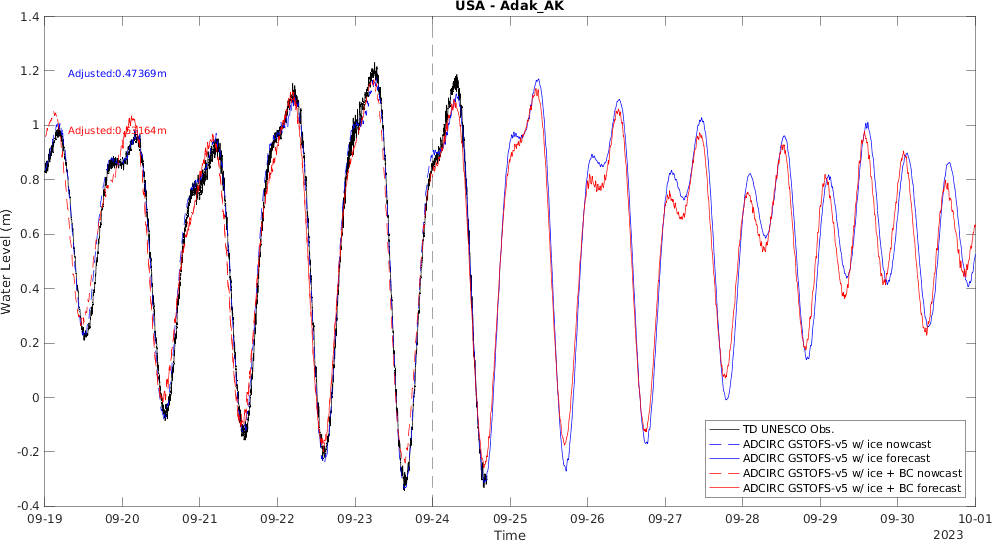 USA - Adak_AK
1.4
1.2
1
0.8
0.6
0.4
0.2
0
-0.2
-0.4
Water Level (m)
Adjusted:0.47369m
09-19
09-20
09-21
09-22
09-23
09-24
09-25
09-26
09-27
09-28
09-29
09-30
10-01
2023
Time
TD UNESCO Obs.
ADCIRC GSTOFS-v5 w/ ice nowcast
ADCIRC GSTOFS-v5 w/ ice forecast
ADCIRC GSTOFS-v5 w/ ice + BC nowcast
ADCIRC GSTOFS-v5 w/ ice + BC forecast